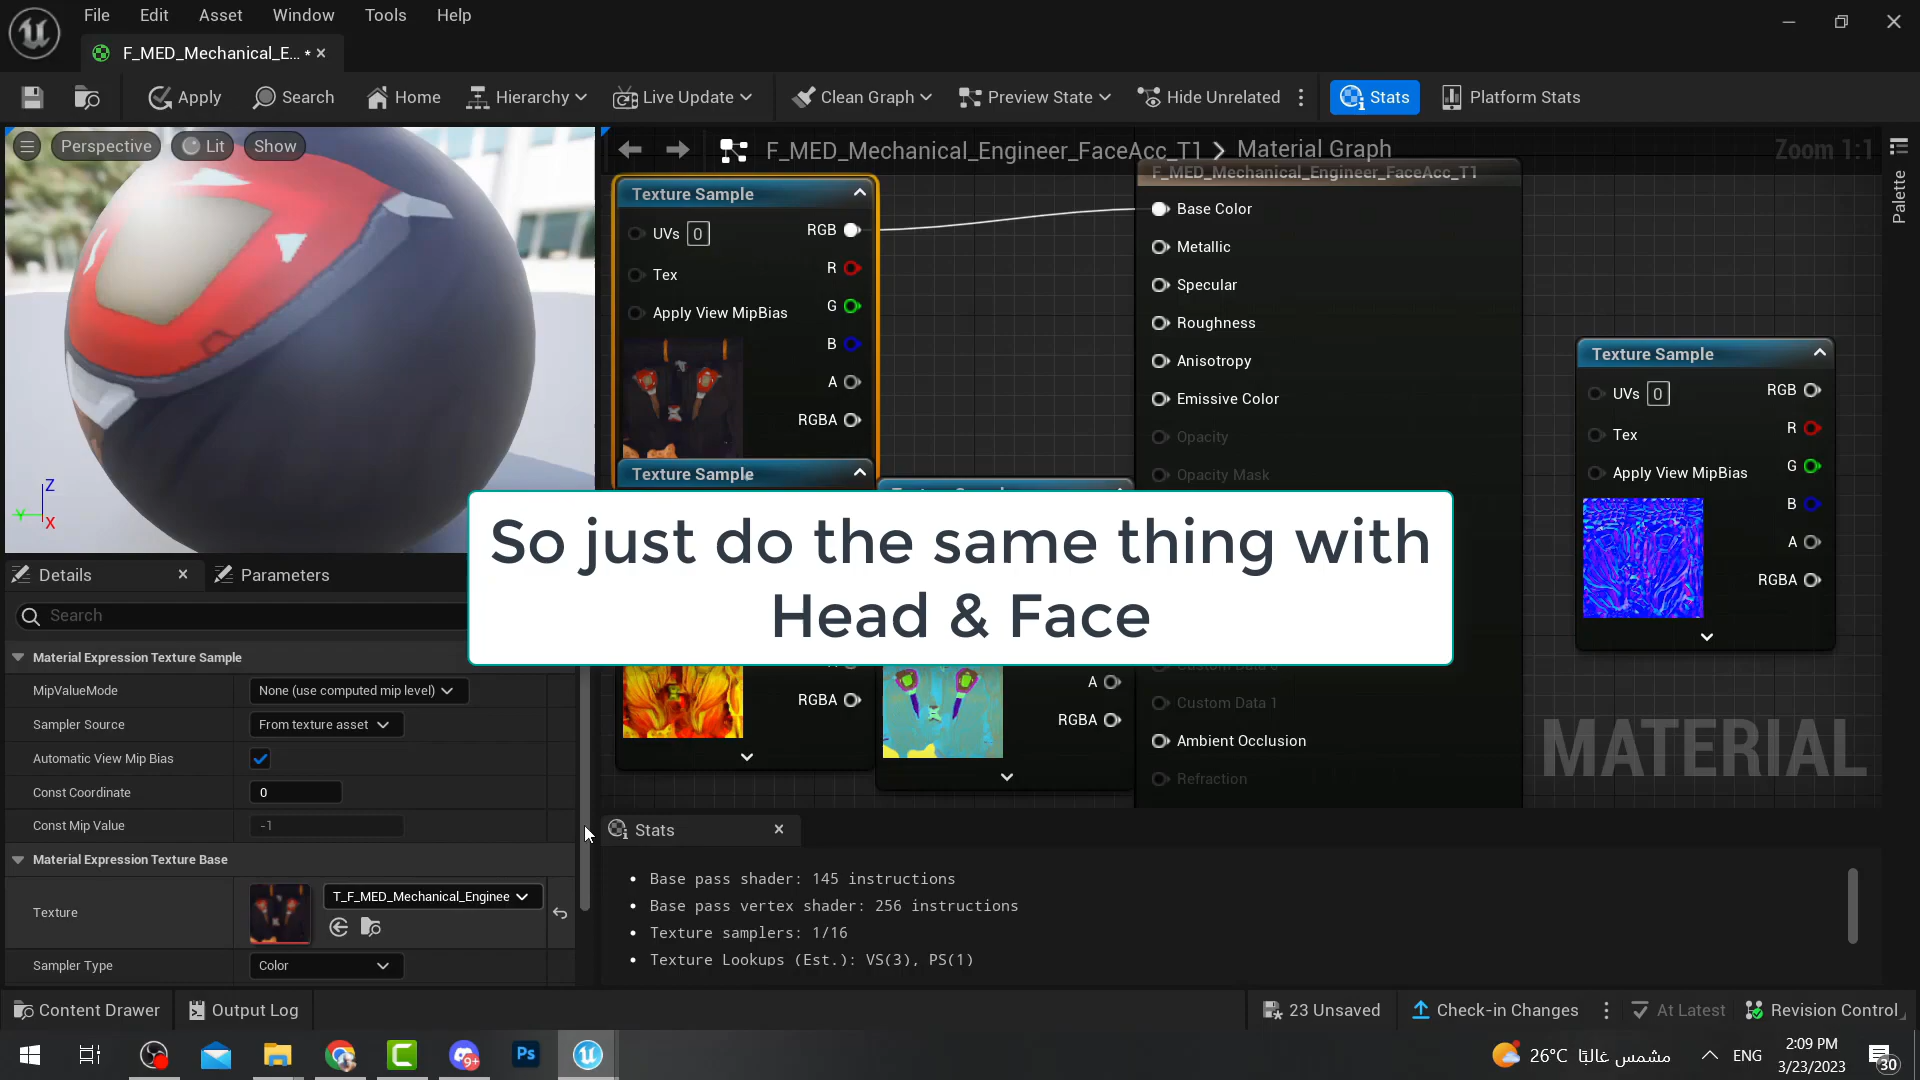 File Edit Asset Window Tools Help
F_MED_Mechanical_E... •
Apply Search Home Hierarchy Live Update Clean Graph Preview State Hide Unrelated Stats Platform Stats
Perspective Lit Show
F_MED_Mechanical_Engineer_FaceAcc_T1 Material Graph
Zoom 1:1
Palette
F_MED_Mechanical_Engineer_FaceAcc_T1
Texture Sample
UVs 0 RGB
R
Tex
G
Apply View MipBias
B
A
RGBA
Texture Sample
RGBA
A
RGBA
Base Color
Metallic
Specular
Roughness
Anisotropy
Emissive Color
Opacity
Opacity Mask
Custom Data 1
Ambient Occlusion
Refraction
Texture Sample
UVs 0 RGB
R
Tex
G
Apply View MipBias
B
A
RGBA
MATERIAL
So just do the same thing with
Head & Face
Z
Y
X
Details Parameters
Search
Material Expression Texture Sample
MipValueMode None (use computed mip level)
Sampler Source From texture asset
Automatic View Mip Bias
Const Coordinate 0
Const Mip Value -1
Material Expression Texture Base
Texture T_F_MED_Mechanical_Enginee
Sampler Type Color
Stats
• Base pass shader: 145 instructions
• Base pass vertex shader: 256 instructions
• Texture samplers: 1/16
• Texture Lookups (Est.): VS(3), PS(1)
Content Drawer Output Log 23 Unsaved Check-in Changes At Latest Revision Control
9+ Ps 26°C مشمس غالبًا ENG 2:09 PM
3/23/2023
30